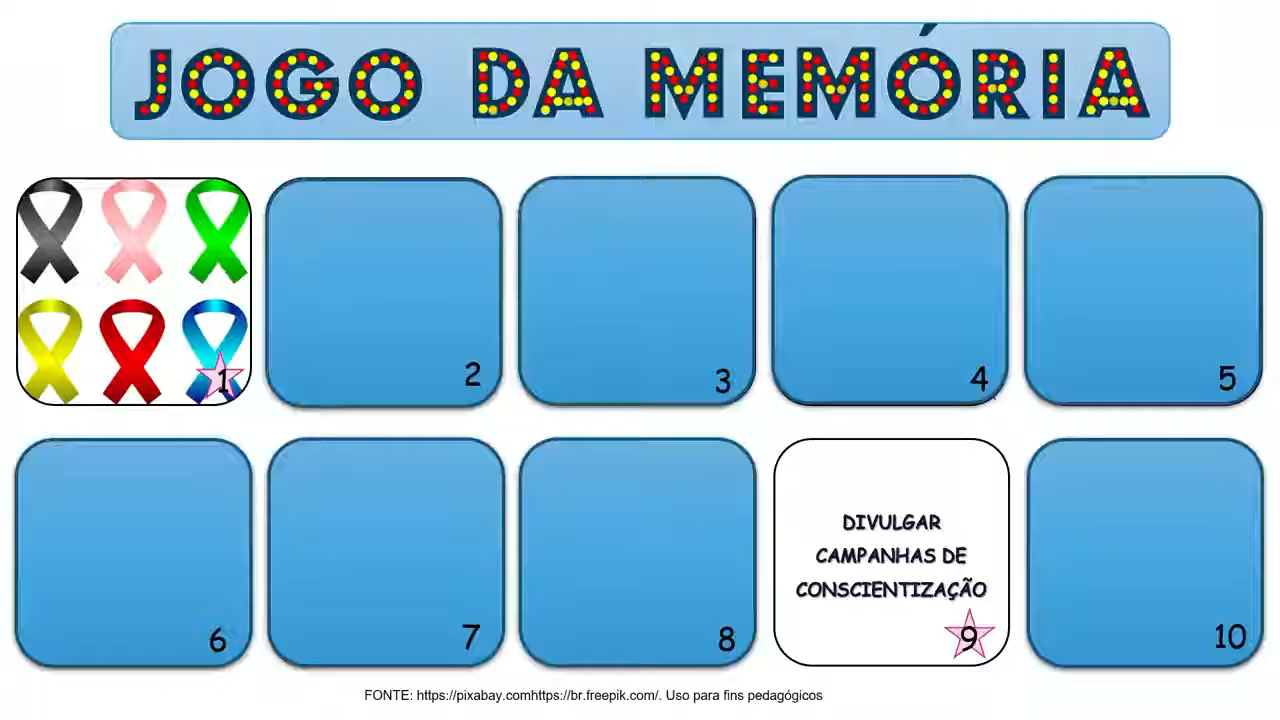 JOGO DA MEMÓRIA
1
2
3
4
5
6
7
8
DIVULGAR
CAMPANHAS DE
CONSCIENTIZAÇÃO
9
10
FONTE: https://pixabay.comhttps://br.freepik.com/. Uso para fins pedagógicos